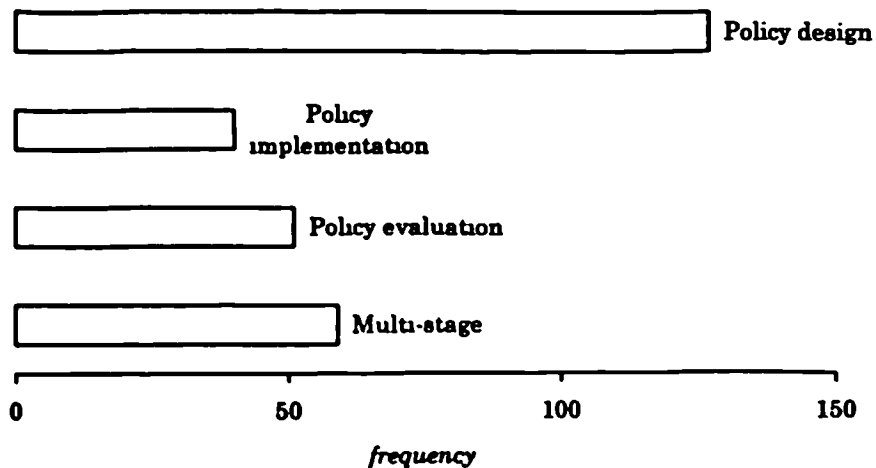 Policy design
Policy
implementation
Policy evaluation
Multi-stage
0 50 100 150
frequency